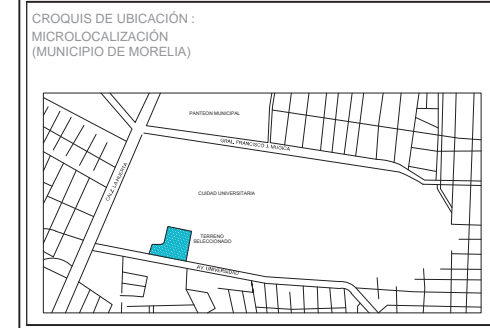 CROQUIS DE UBICACIÓN :
MICROLOCALIZACIÓN
(MUNICIPIO DE MORELIA)
PANTEON MUNICIPAL
GRAL. FRANCISCO J. MUGICA
CALZ. LA HUERTA
CUIDAD UNIVERSITARIA
TERRENO
SELECCIONADO
AV. UNIVERSIDAD